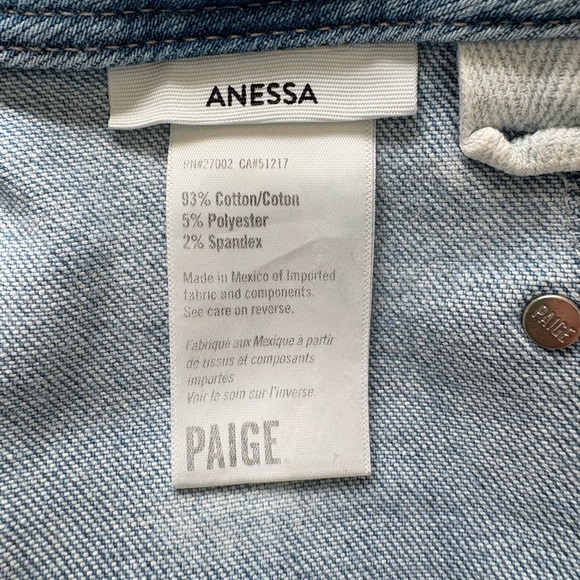 ANESSA
RN#27002 CA#51217
93% Cotton/Coton
5% Polyester
2% Spandex
Made in Mexico of Imported
fabric and components.
See care on reverse.
Fabriqué aux Mexique à partir
de tissus et composants
importés
Voir le soin sur l'inverse.
PAIGE
PAIGE